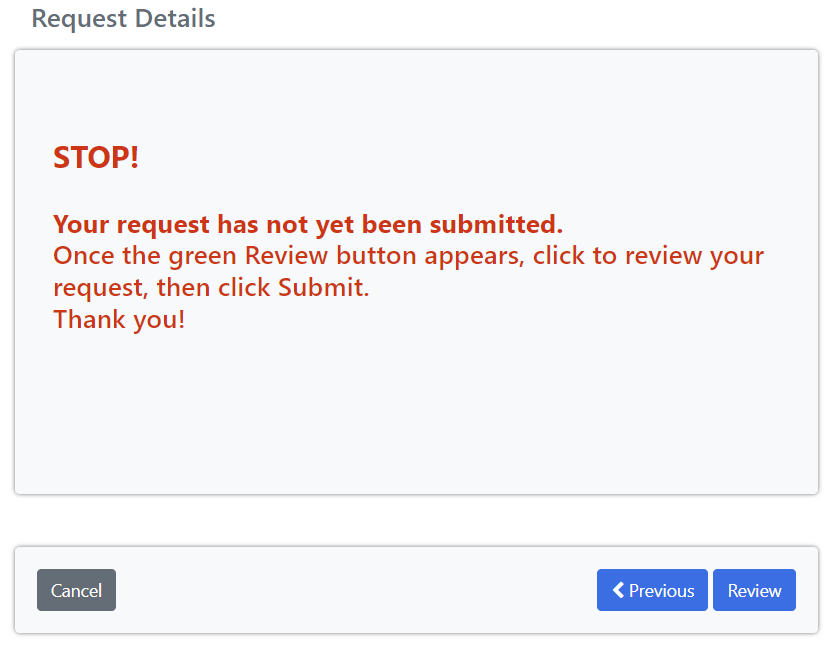 Request Details
STOP!
Your request has not yet been submitted.
Once the green Review button appears, click to review your
request, then click Submit.
Thank you!
Cancel
Previous
Review